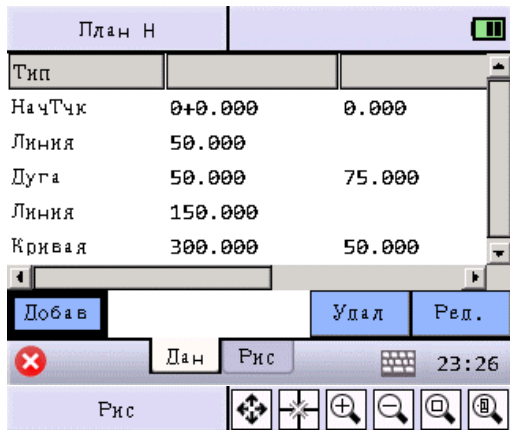 План Н
Тип
НачТчк 0+0.000 0.000
Линия 50.000
Дуга 50.000 75.000
Линия 150.000
Кривая 300.000 50.000
Добав Удал Ред.
Дан Рис 23:26
Рис